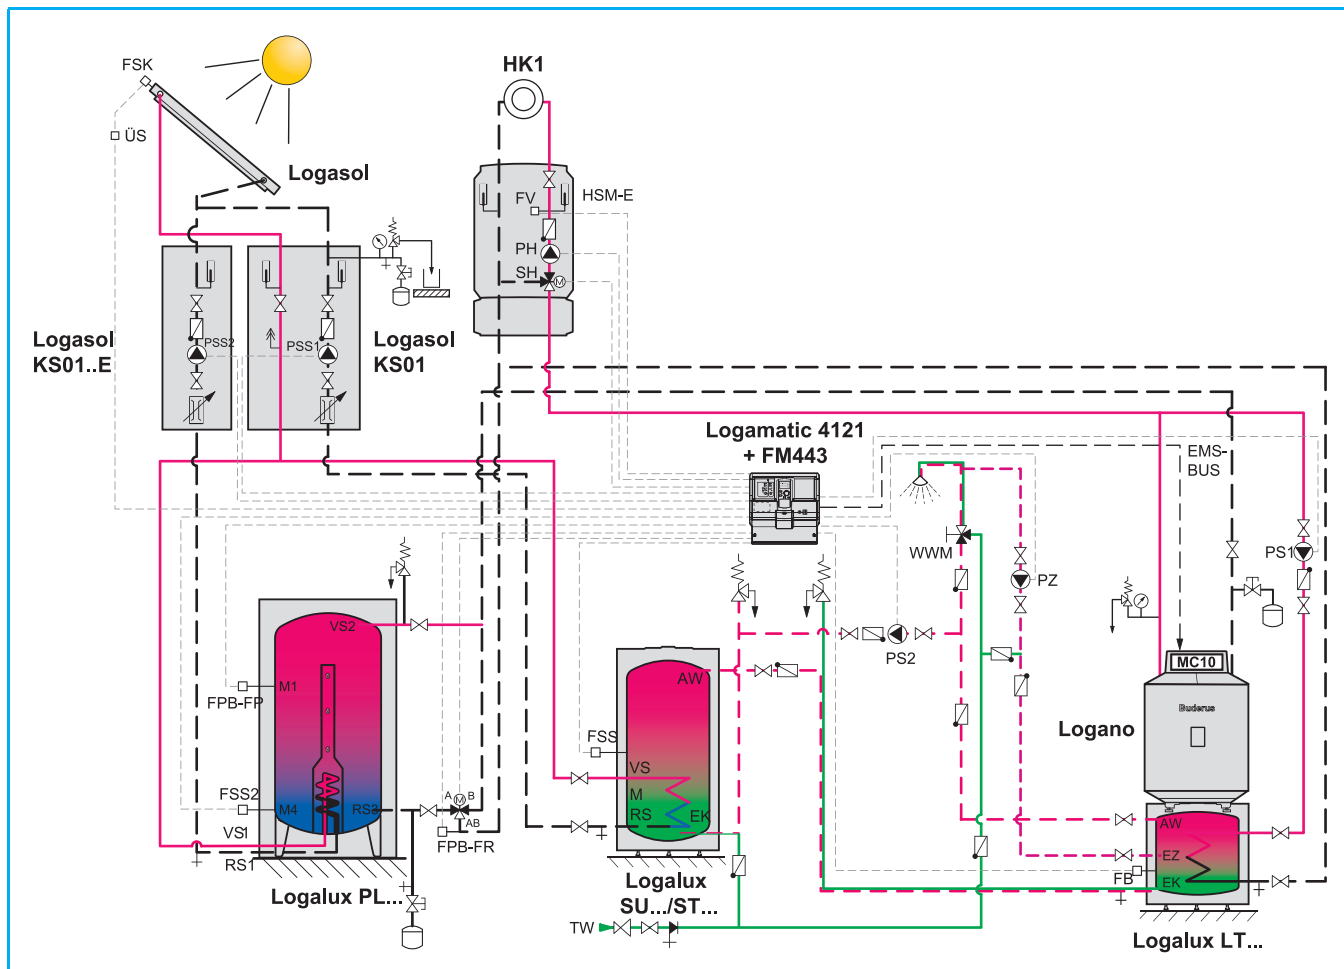 FSK
ÜS
Logasol
HK1
FV
HSM-E
PH
SH
M
Logasol
KS01..E
PSS2
PSS1
Logasol
KS01
Logamatic 4121
+ FM443
EMS-
BUS
WWM
PZ
PS1
PS2
VS2
M1
FPB-FP
FSS2
M4
RS3
VS1
RS1
A
M
B
AB
FPB-FR
Logalux PL...
AW
FSS
VS
M
RS
EK
Logalux
SU.../ST...
TW
MC10
Buderus
Logano
AW
EZ
FB
EK
Logalux LT...